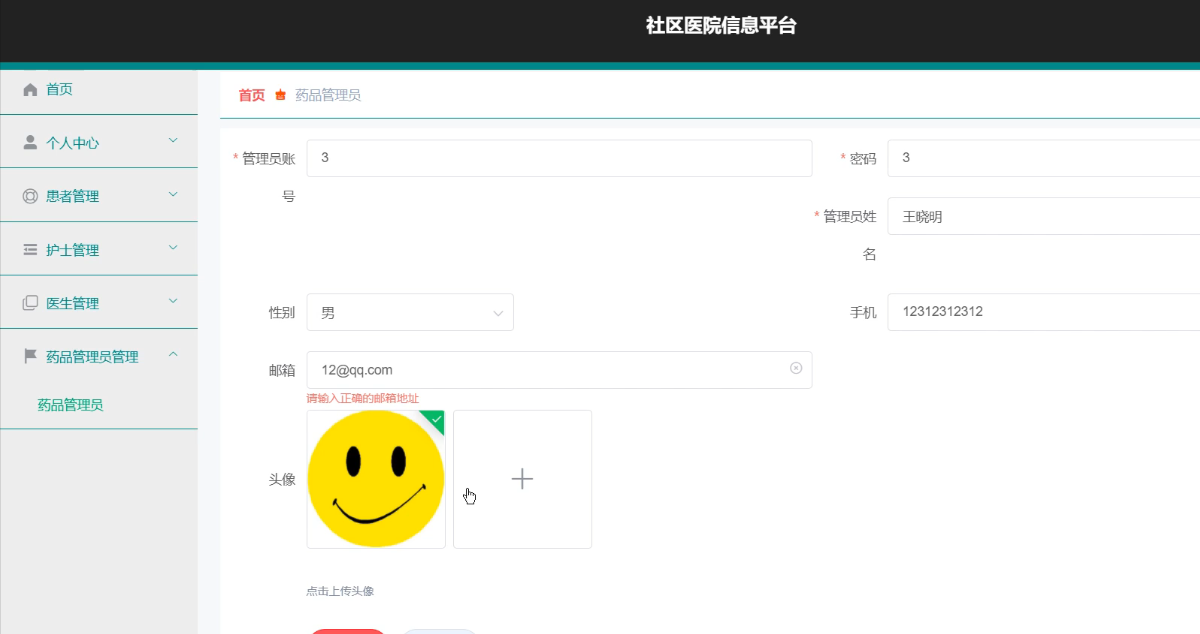 社区医院信息平台
首页
个人中心
患者管理
护士管理
医生管理
药品管理员管理
药品管理员
首页 药品管理员
* 管理员账号
3
* 密码
3
* 管理员姓名
王晓明
性别
男
手机
12312312312
邮箱
12@qq.com
请输入正确的邮箱地址
头像
点击上传头像